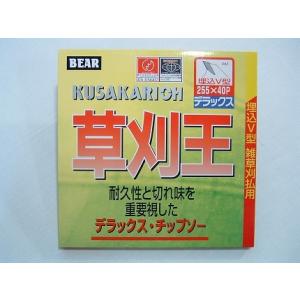 BEAR
埋込V型
255×40P
デラックス
KUSAKARIOH
草刈王
耐久性と切れ味を
重要視した
デラックス・チップソー
埋込V型 雑草刈払用